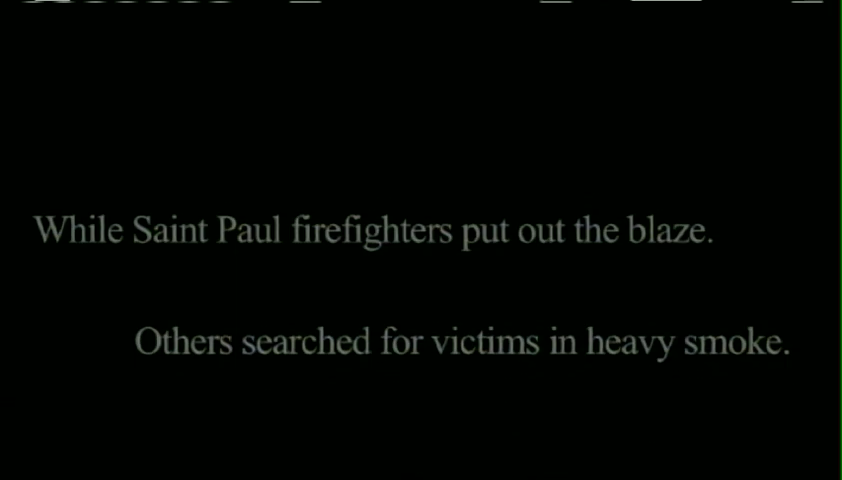 While Saint Paul firefighters put out the blaze.
Others searched for victims in heavy smoke.